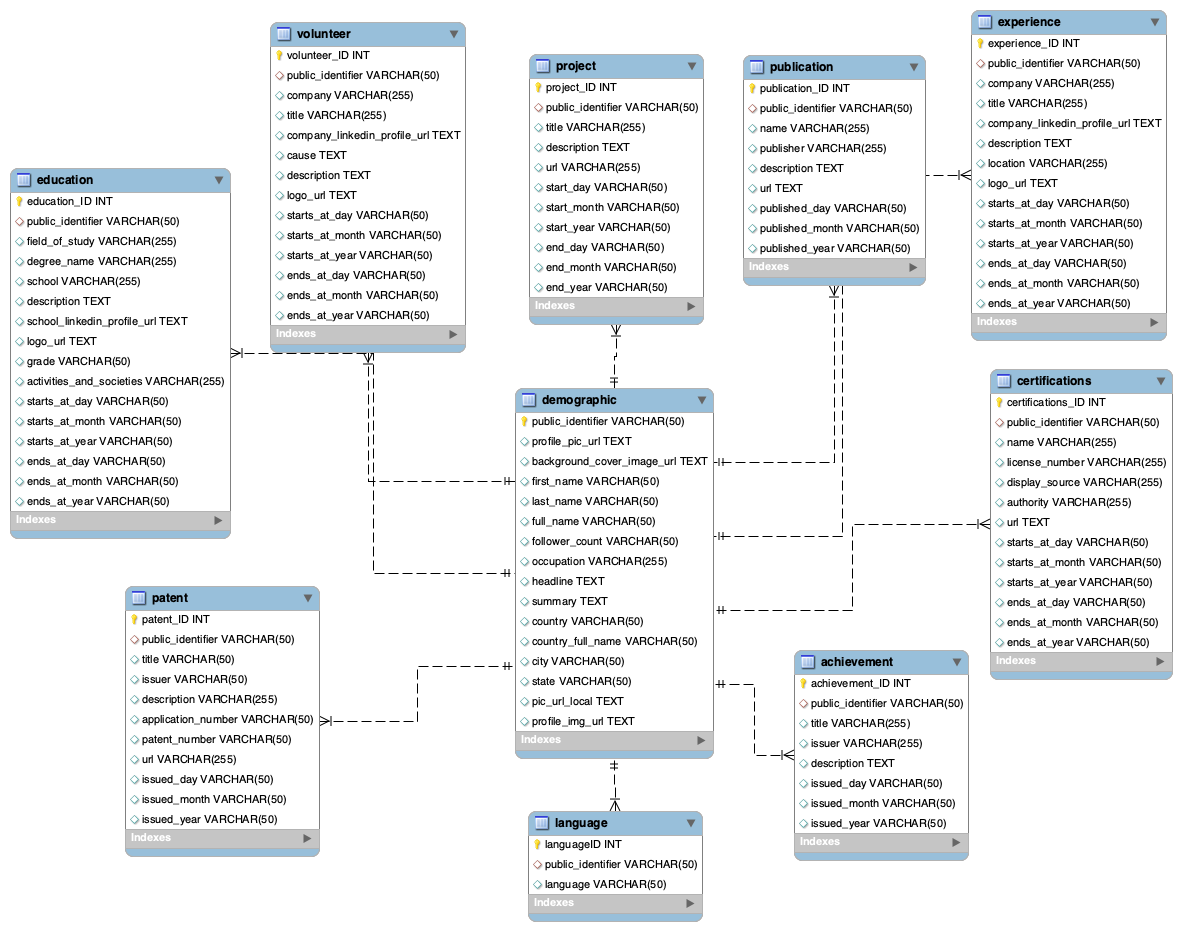 volunteer
volunteer_ID INT
public_identifier VARCHAR(50)
company VARCHAR(255)
title VARCHAR(255)
company_linkedin_profile_url TEXT
cause TEXT
description TEXT
logo_url TEXT
starts_at_day VARCHAR(50)
starts_at_month VARCHAR(50)
starts_at_year VARCHAR(50)
ends_at_day VARCHAR(50)
ends_at_month VARCHAR(50)
ends_at_year VARCHAR(50)
Indexes
project
project_ID INT
public_identifier VARCHAR(50)
title VARCHAR(255)
description TEXT
url VARCHAR(255)
start_day VARCHAR(50)
start_month VARCHAR(50)
start_year VARCHAR(50)
end_day VARCHAR(50)
end_month VARCHAR(50)
end_year VARCHAR(50)
Indexes
publication
publication_ID INT
public_identifier VARCHAR(50)
name VARCHAR(255)
publisher VARCHAR(255)
description TEXT
url TEXT
published_day VARCHAR(50)
published_month VARCHAR(50)
published_year VARCHAR(50)
Indexes
experience
experience_ID INT
public_identifier VARCHAR(50)
company VARCHAR(255)
title VARCHAR(255)
company_linkedin_profile_url TEXT
description TEXT
location VARCHAR(255)
logo_url TEXT
starts_at_day VARCHAR(50)
starts_at_month VARCHAR(50)
starts_at_year VARCHAR(50)
ends_at_day VARCHAR(50)
ends_at_month VARCHAR(50)
ends_at_year VARCHAR(50)
Indexes
education
education_ID INT
public_identifier VARCHAR(50)
field_of_study VARCHAR(255)
degree_name VARCHAR(255)
school VARCHAR(255)
description TEXT
school_linkedin_profile_url TEXT
logo_url TEXT
grade VARCHAR(50)
activities_and_societies VARCHAR(255)
starts_at_day VARCHAR(50)
starts_at_month VARCHAR(50)
starts_at_year VARCHAR(50)
ends_at_day VARCHAR(50)
ends_at_month VARCHAR(50)
ends_at_year VARCHAR(50)
Indexes
demographic
public_identifier VARCHAR(50)
profile_pic_url TEXT
background_cover_image_url TEXT
first_name VARCHAR(50)
last_name VARCHAR(50)
full_name VARCHAR(50)
follower_count VARCHAR(50)
occupation VARCHAR(255)
headline TEXT
summary TEXT
country VARCHAR(50)
country_full_name VARCHAR(50)
city VARCHAR(50)
state VARCHAR(50)
pic_url_local TEXT
profile_img_url TEXT
Indexes
certifications
certifications_ID INT
public_identifier VARCHAR(50)
name VARCHAR(255)
license_number VARCHAR(255)
display_source VARCHAR(255)
authority VARCHAR(255)
url TEXT
starts_at_day VARCHAR(50)
starts_at_month VARCHAR(50)
starts_at_year VARCHAR(50)
ends_at_day VARCHAR(50)
ends_at_month VARCHAR(50)
ends_at_year VARCHAR(50)
Indexes
patent
patent_ID INT
public_identifier VARCHAR(50)
title VARCHAR(50)
issuer VARCHAR(50)
description VARCHAR(255)
application_number VARCHAR(50)
patent_number VARCHAR(50)
url VARCHAR(255)
issued_day VARCHAR(50)
issued_month VARCHAR(50)
issued_year VARCHAR(50)
Indexes
achievement
achievement_ID INT
public_identifier VARCHAR(50)
title VARCHAR(255)
issuer VARCHAR(255)
description TEXT
issued_day VARCHAR(50)
issued_month VARCHAR(50)
issued_year VARCHAR(50)
Indexes
language
languageID INT
public_identifier VARCHAR(50)
language VARCHAR(50)
Indexes